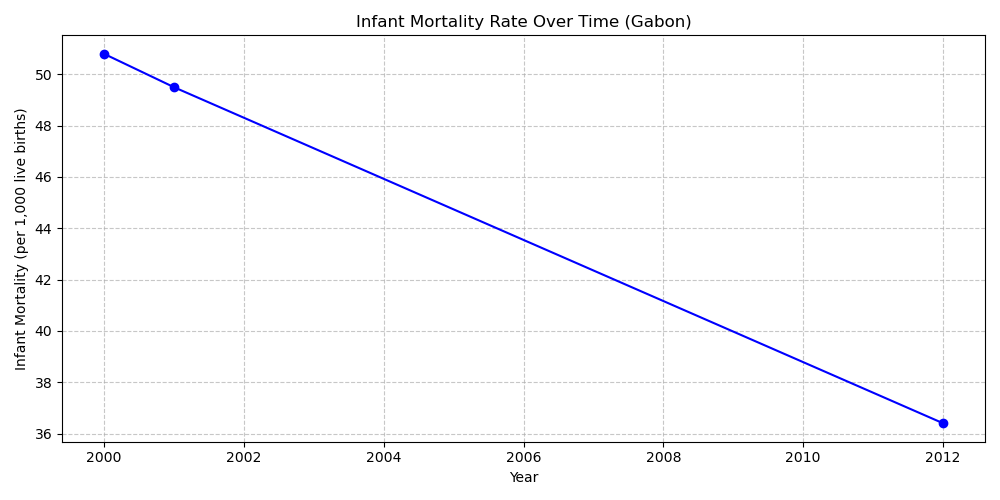 Infant Mortality Rate Over Time (Gabon)
Infant Mortality (per 1,000 live births)
50
48
46
44
42
40
38
36
2000 2002 2004 2006 2008 2010 2012
Year